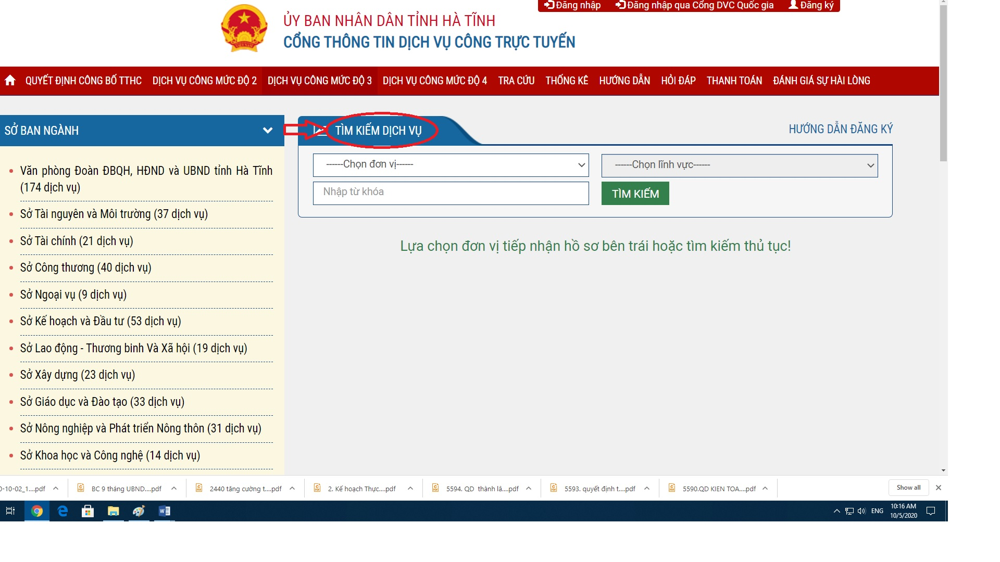 Đăng nhập Đăng nhập qua Cổng DVC Quốc gia Đăng ký
ỦY BAN NHÂN DÂN TỈNH HÀ TĨNH
CỔNG THÔNG TIN DỊCH VỤ CÔNG TRỰC TUYẾN
QUYẾT ĐỊNH CÔNG BỐ TTHC DỊCH VỤ CÔNG MỨC ĐỘ 2 DỊCH VỤ CÔNG MỨC ĐỘ 3 DỊCH VỤ CÔNG MỨC ĐỘ 4 TRA CỨU THỐNG KÊ HƯỚNG DẪN HỎI ĐÁP THANH TOÁN ĐÁNH GIÁ SỰ HÀI LÒNG
SỞ BAN NGÀNH
Văn phòng Đoàn ĐBQH, HĐND và UBND tỉnh Hà Tĩnh
(174 dịch vụ)
Sở Tài nguyên và Môi trường (37 dịch vụ)
Sở Tài chính (21 dịch vụ)
Sở Công thương (40 dịch vụ)
Sở Ngoại vụ (9 dịch vụ)
Sở Kế hoạch và Đầu tư (53 dịch vụ)
Sở Lao động - Thương binh Và Xã hội (19 dịch vụ)
Sở Xây dựng (23 dịch vụ)
Sở Giáo dục và Đào tạo (33 dịch vụ)
Sở Nông nghiệp và Phát triển Nông thôn (31 dịch vụ)
Sở Khoa học và Công nghệ (14 dịch vụ)
TÌM KIẾM DỊCH VỤ
HƯỚNG DẪN ĐĂNG KÝ
------Chọn đơn vị------ ------Chọn lĩnh vực------
Nhập từ khóa TÌM KIẾM
Lựa chọn đơn vị tiếp nhận hồ sơ bên trái hoặc tìm kiếm thủ tục!
0-10-02_1....pdf BC 9 tháng UBND....pdf 2440 tăng cường t....pdf 2. Kế hoạch Thực....pdf 5594. QD thành lâ....pdf 5593. quyết định t....pdf 5590.QD KIEN TOA....pdf Show all
ENG
10:16 AM
10/5/2020